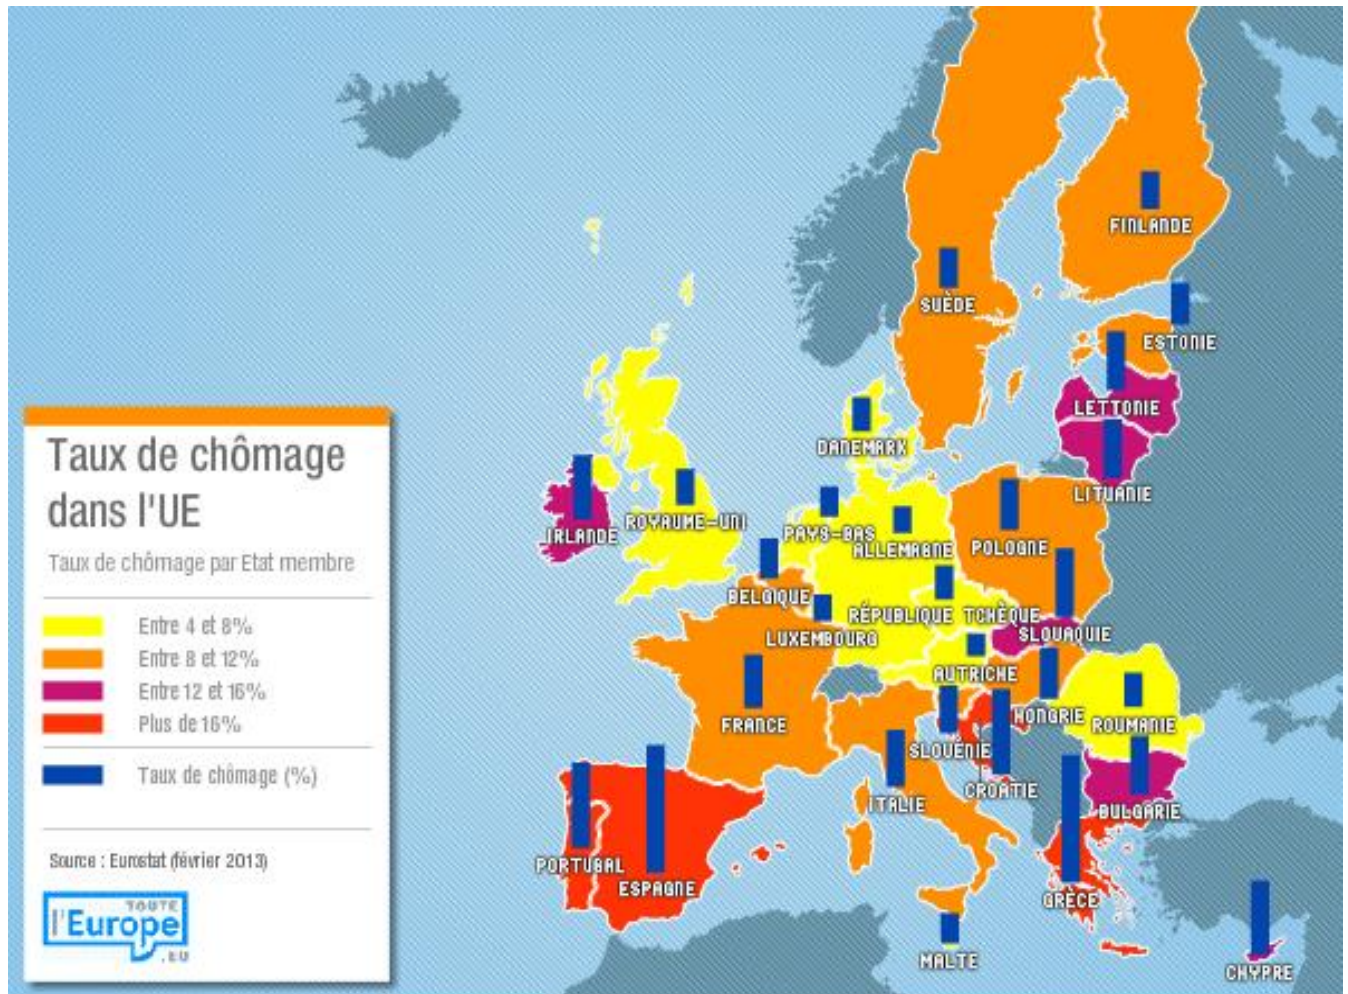 Taux de chômage
dans l'UE
Taux de chômage par Etat membre
Entre 4 et 8%
Entre 8 et 12%
Entre 12 et 16%
Plus de 16%
Taux de chômage (%)
Source : Eurostat (février 2013)
TOUTE
l'Europe
.EU
FINLANDE
SUÈDE
ESTONIE
LETTONIE
DANEMARK
LITUANIE
IRLANDE
ROYAUME-UNI
PAYS-BAS
ALLEMAGNE
POLOGNE
BELGIQUE
RÉPUBLIQUE TCHÈQUE
LUXEMBOURG
SLOVAQUIE
AUTRICHE
FRANCE
HONGRIE
ROUMANIE
SLOVÉNIE
CROATIE
ITALIE
BULGARIE
PORTUGAL
ESPAGNE
GRÈCE
MALTE
CHYPRE